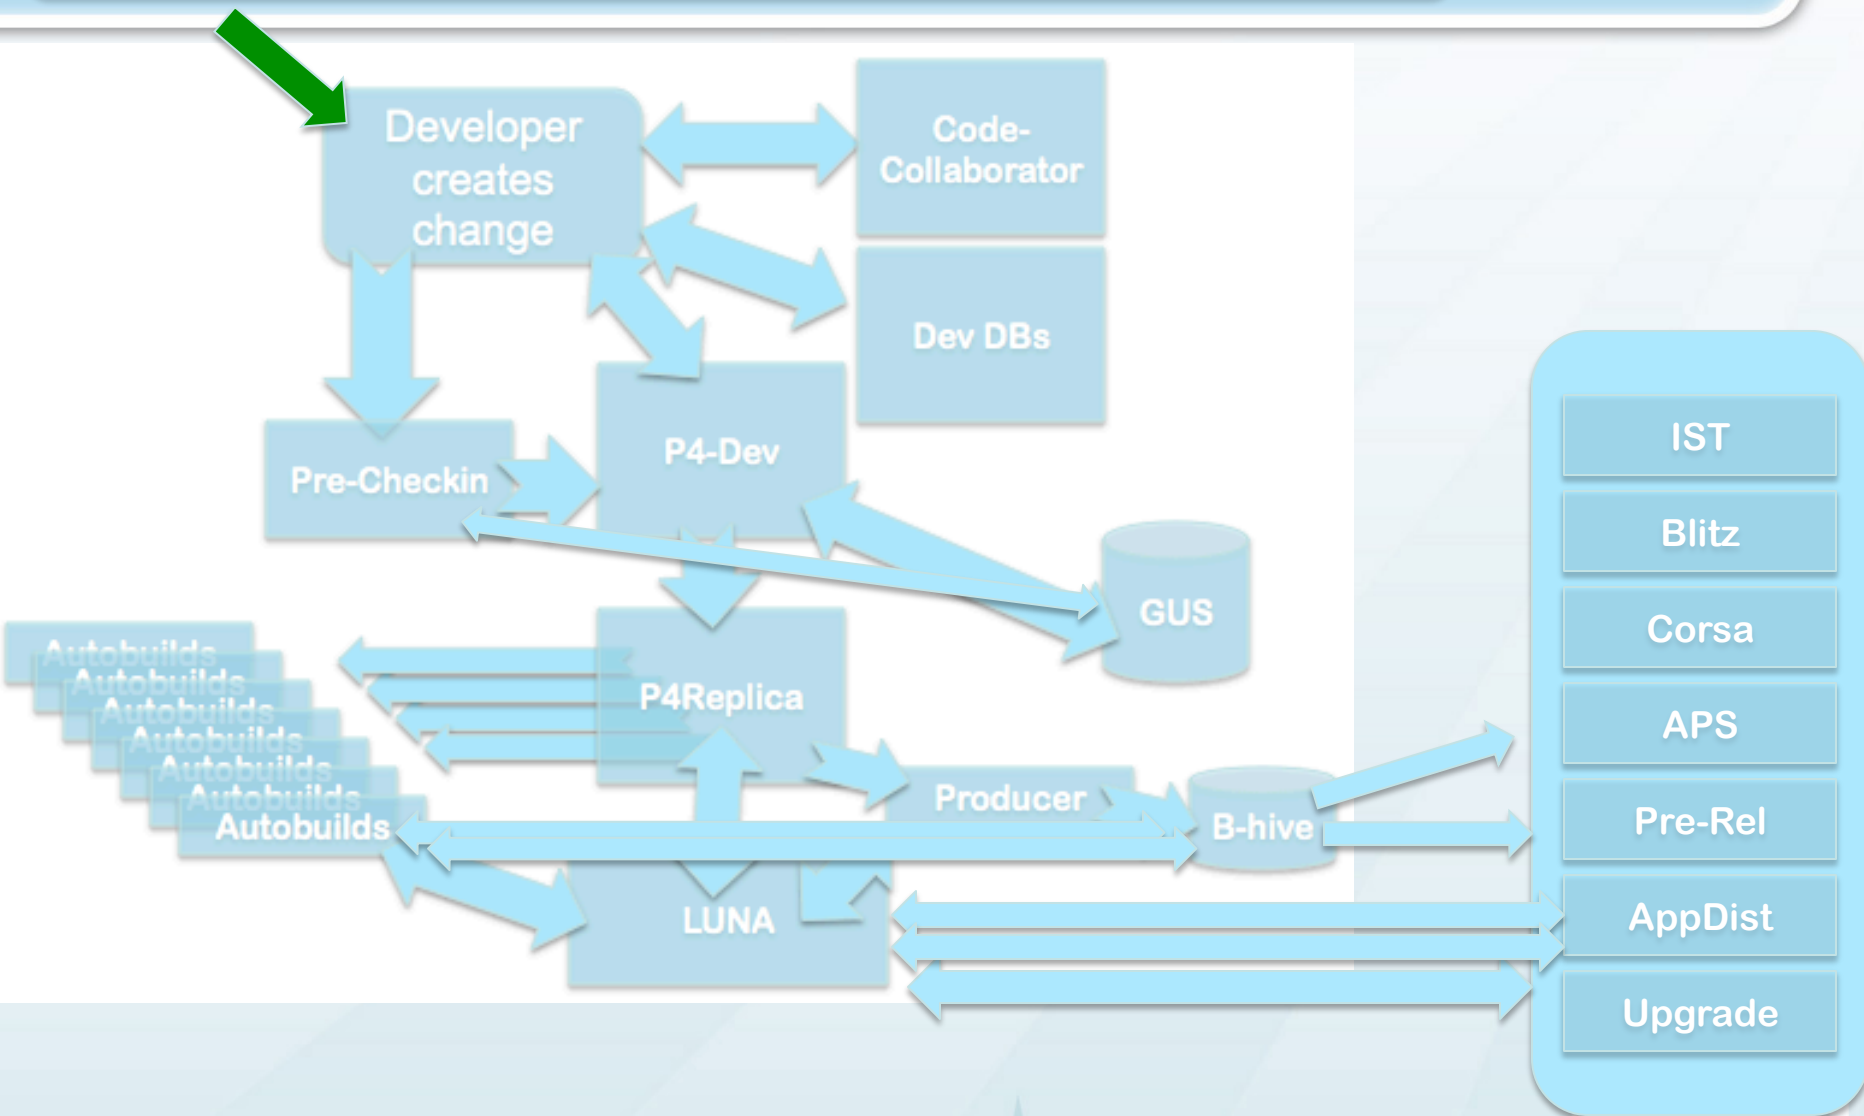 Developer
creates
change
Code-
Collaborator
Dev DBs
P4-Dev
Pre-Checkin
GUS
P4Replica
Autobuilds
Autobuilds
Autobuilds
Autobuilds
Autobuilds
Autobuilds
Autobuilds
Producer
B-hive
LUNA
IST
Blitz
Corsa
APS
Pre-Rel
AppDist
Upgrade